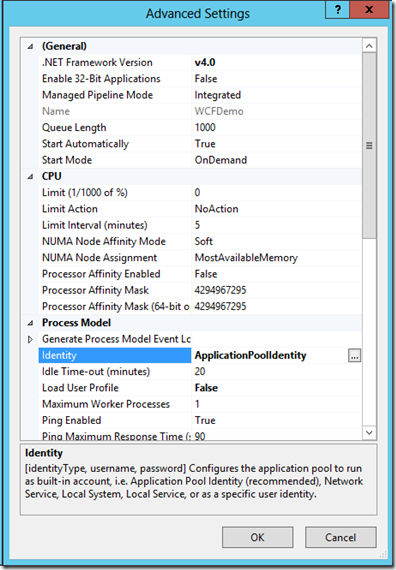 Advanced Settings
? x
(General)
.NET Framework Version v4.0
Enable 32-Bit Applications False
Managed Pipeline Mode Integrated
Name WCFDemo
Queue Length 1000
Start Automatically True
Start Mode OnDemand
CPU
Limit (1/1000 of %) 0
Limit Action NoAction
Limit Interval (minutes) 5
NUMA Node Affinity Mode Soft
NUMA Node Assignment MostAvailableMemory
Processor Affinity Enabled False
Processor Affinity Mask 4294967295
Processor Affinity Mask (64-bit o 4294967295
Process Model
Generate Process Model Event Lc
Identity ApplicationPoolIdentity ...
Idle Time-out (minutes) 20
Load User Profile False
Maximum Worker Processes 1
Ping Enabled True
Ping Maximum Response Time (s 90
Identity
[identityType, username, password] Configures the application pool to run
as built-in account, i.e. Application Pool Identity (recommended), Network
Service, Local System, Local Service, or as a specific user identity.
OK Cancel